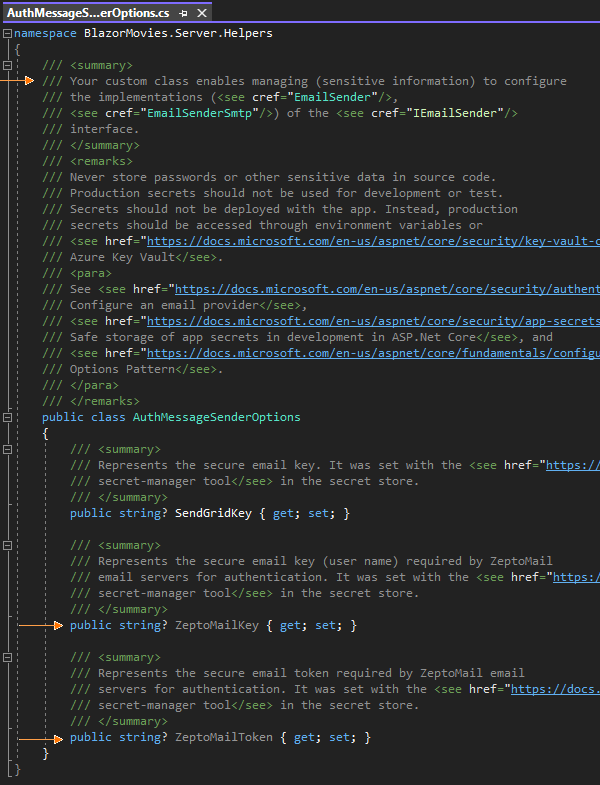 AuthMessageS...erOptions.cs
namespace BlazorMovies.Server.Helpers
{
/// <summary>
/// Your custom class enables managing (sensitive information) to configure
/// the implementations (<see cref="EmailSender"/>,
/// <see cref="EmailSenderSmtp"/>) of the <see cref="IEmailSender"/>
/// interface.
/// </summary>
/// <remarks>
/// Never store passwords or other sensitive data in source code.
/// Production secrets should not be used for development or test.
/// Secrets should not be deployed with the app. Instead, production
/// secrets should be accessed through environment variables or
/// <see href="https://docs.microsoft.com/en-us/aspnet/core/security/key-vault-c
/// Azure Key Vault</see>.
/// <para>
/// See <see href="https://docs.microsoft.com/en-us/aspnet/core/security/authent
/// Configure an email provider</see>,
/// <see href="https://docs.microsoft.com/en-us/aspnet/core/security/app-secrets
/// Safe storage of app secrets in development in ASP.Net Core</see>, and
/// <see href="https://docs.microsoft.com/en-us/aspnet/core/fundamentals/configu
/// Options Pattern</see>.
/// </para>
/// </remarks>
public class AuthMessageSenderOptions
{
/// <summary>
/// Represents the secure email key. It was set with the <see href="https://
/// secret-manager tool</see> in the secret store.
/// </summary>
public string? SendGridKey { get; set; }
/// <summary>
/// Represents the secure email key (user name) required by ZeptoMail
/// email servers for authentication. It was set with the <see href="https:/
/// secret-manager tool</see> in the secret store.
/// </summary>
public string? ZeptoMailKey { get; set; }
/// <summary>
/// Represents the secure email token required by ZeptoMail email
/// servers for authentication. It was set with the <see href="https://docs.
/// secret-manager tool</see> in the secret store.
/// </summary>
public string? ZeptoMailToken { get; set; }
}
}